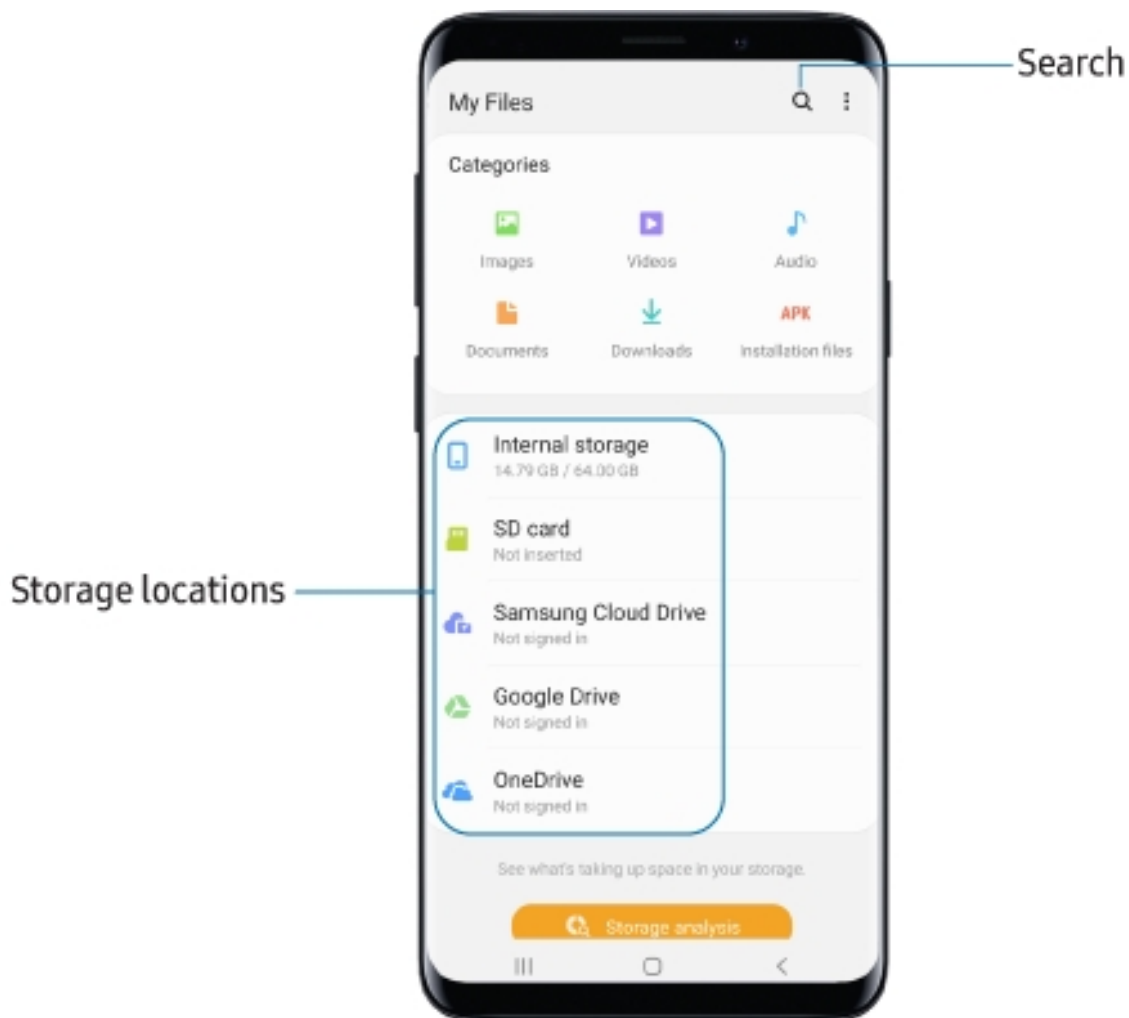 Search
My Files
Categories
Images Videos Audio
APK
Documents Downloads Installation files
Internal storage
14.79 GB / 64.00 GB
SD card
Not inserted
Storage locations
Samsung Cloud Drive
Not signed in
Google Drive
Not signed in
OneDrive
Not signed in
See what's taking up space in your storage.
Storage analysis